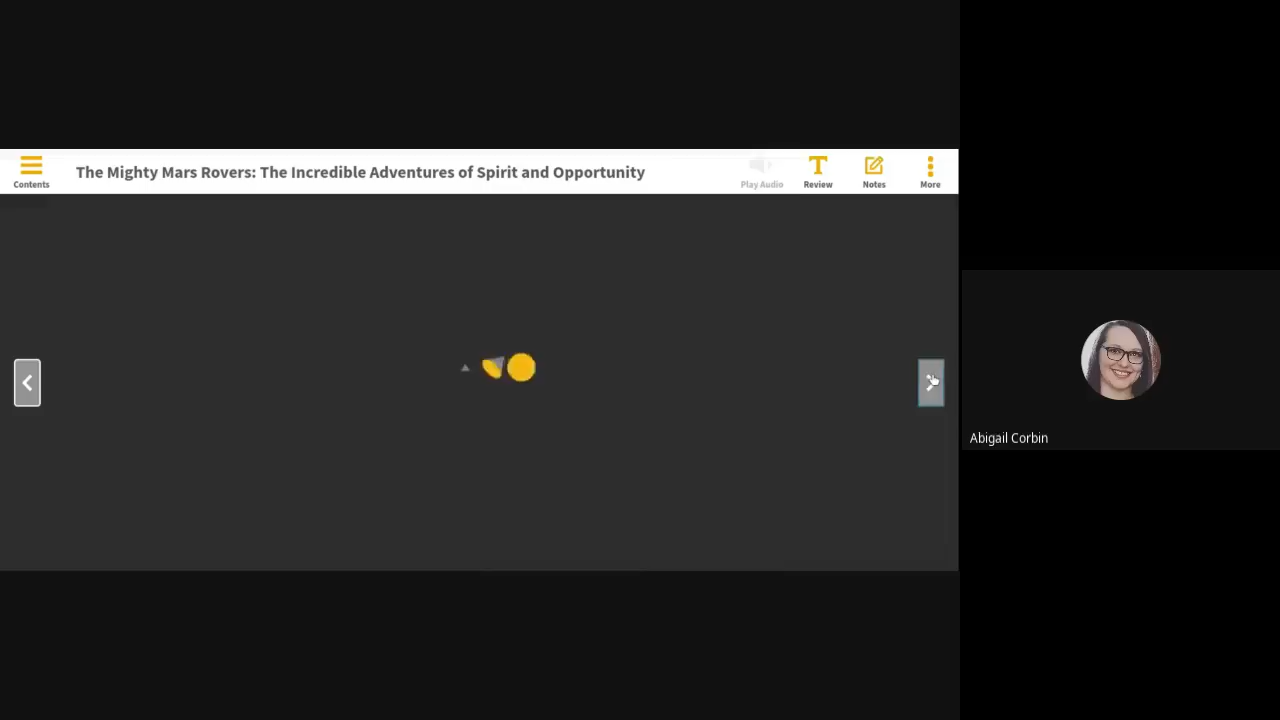 Contents
The Mighty Mars Rovers: The Incredible Adventures of Spirit and Opportunity
Play Audio
T
Review
Notes
More
Abigail Corbin